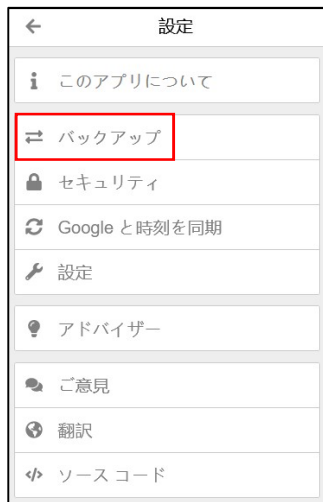 設定
このアプリについて
バックアップ
セキュリティ
Google と時刻を同期
設定
アドバイザー
ご意見
翻訳
ソース コード